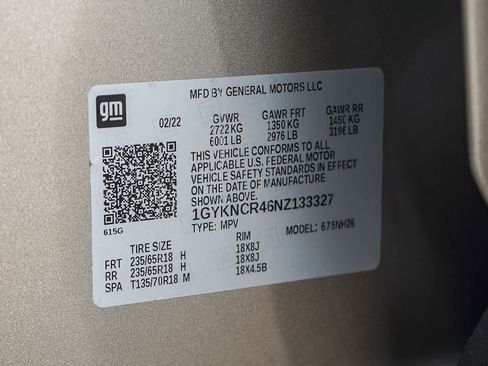 gm
MFD BY GENERAL MOTORS LLC
02/22 GVWR GAWR FRT GAWR RR
2722 KG 1350 KG 1450 KG
6001 LB 2976 LB 3196 LB
THIS VEHICLE CONFORMS TO ALL
APPLICABLE U.S. FEDERAL MOTOR
VEHICLE SAFETY STANDARDS IN EFFECT
ON THE DATE OF MANUFACTURE
SHOWN ABOVE.
1GYKNCR46NZ133327
615G
TYPE: MPV MODEL: 676NH26
TIRE SIZE RIM
FRT 235/65R18 H 18X8J
RR 235/65R18 H 18X8J
SPA T135/70R18 M 18X4.5B